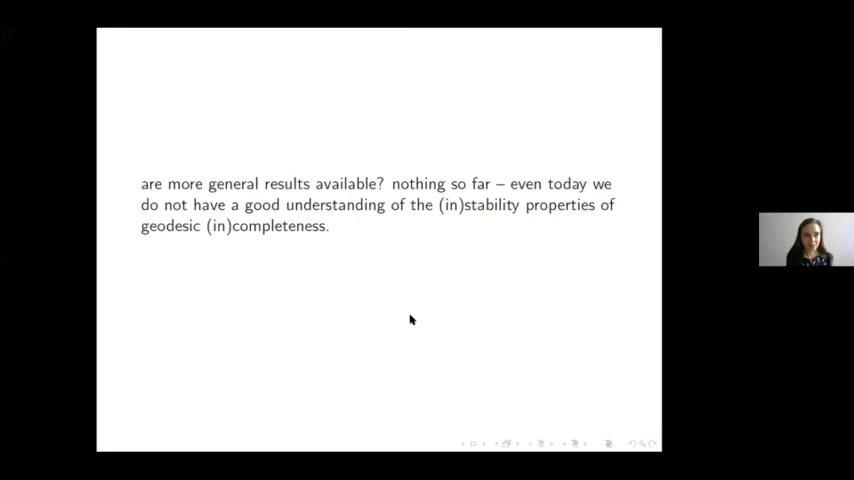 are more general results available? nothing so far – even today we
do not have a good understanding of the (in)stability properties of
geodesic (in)completeness.